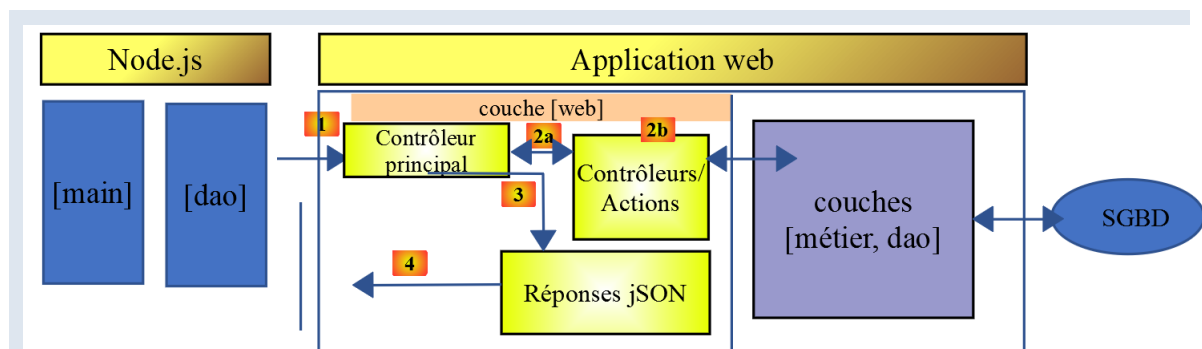 Node.js
Application web
couche [web]
1
Contrôleur
principal
2a
2b
Contrôleurs/
Actions
[main]
[dao]
3
couches
[métier, dao]
SGBD
4
Réponses jSON